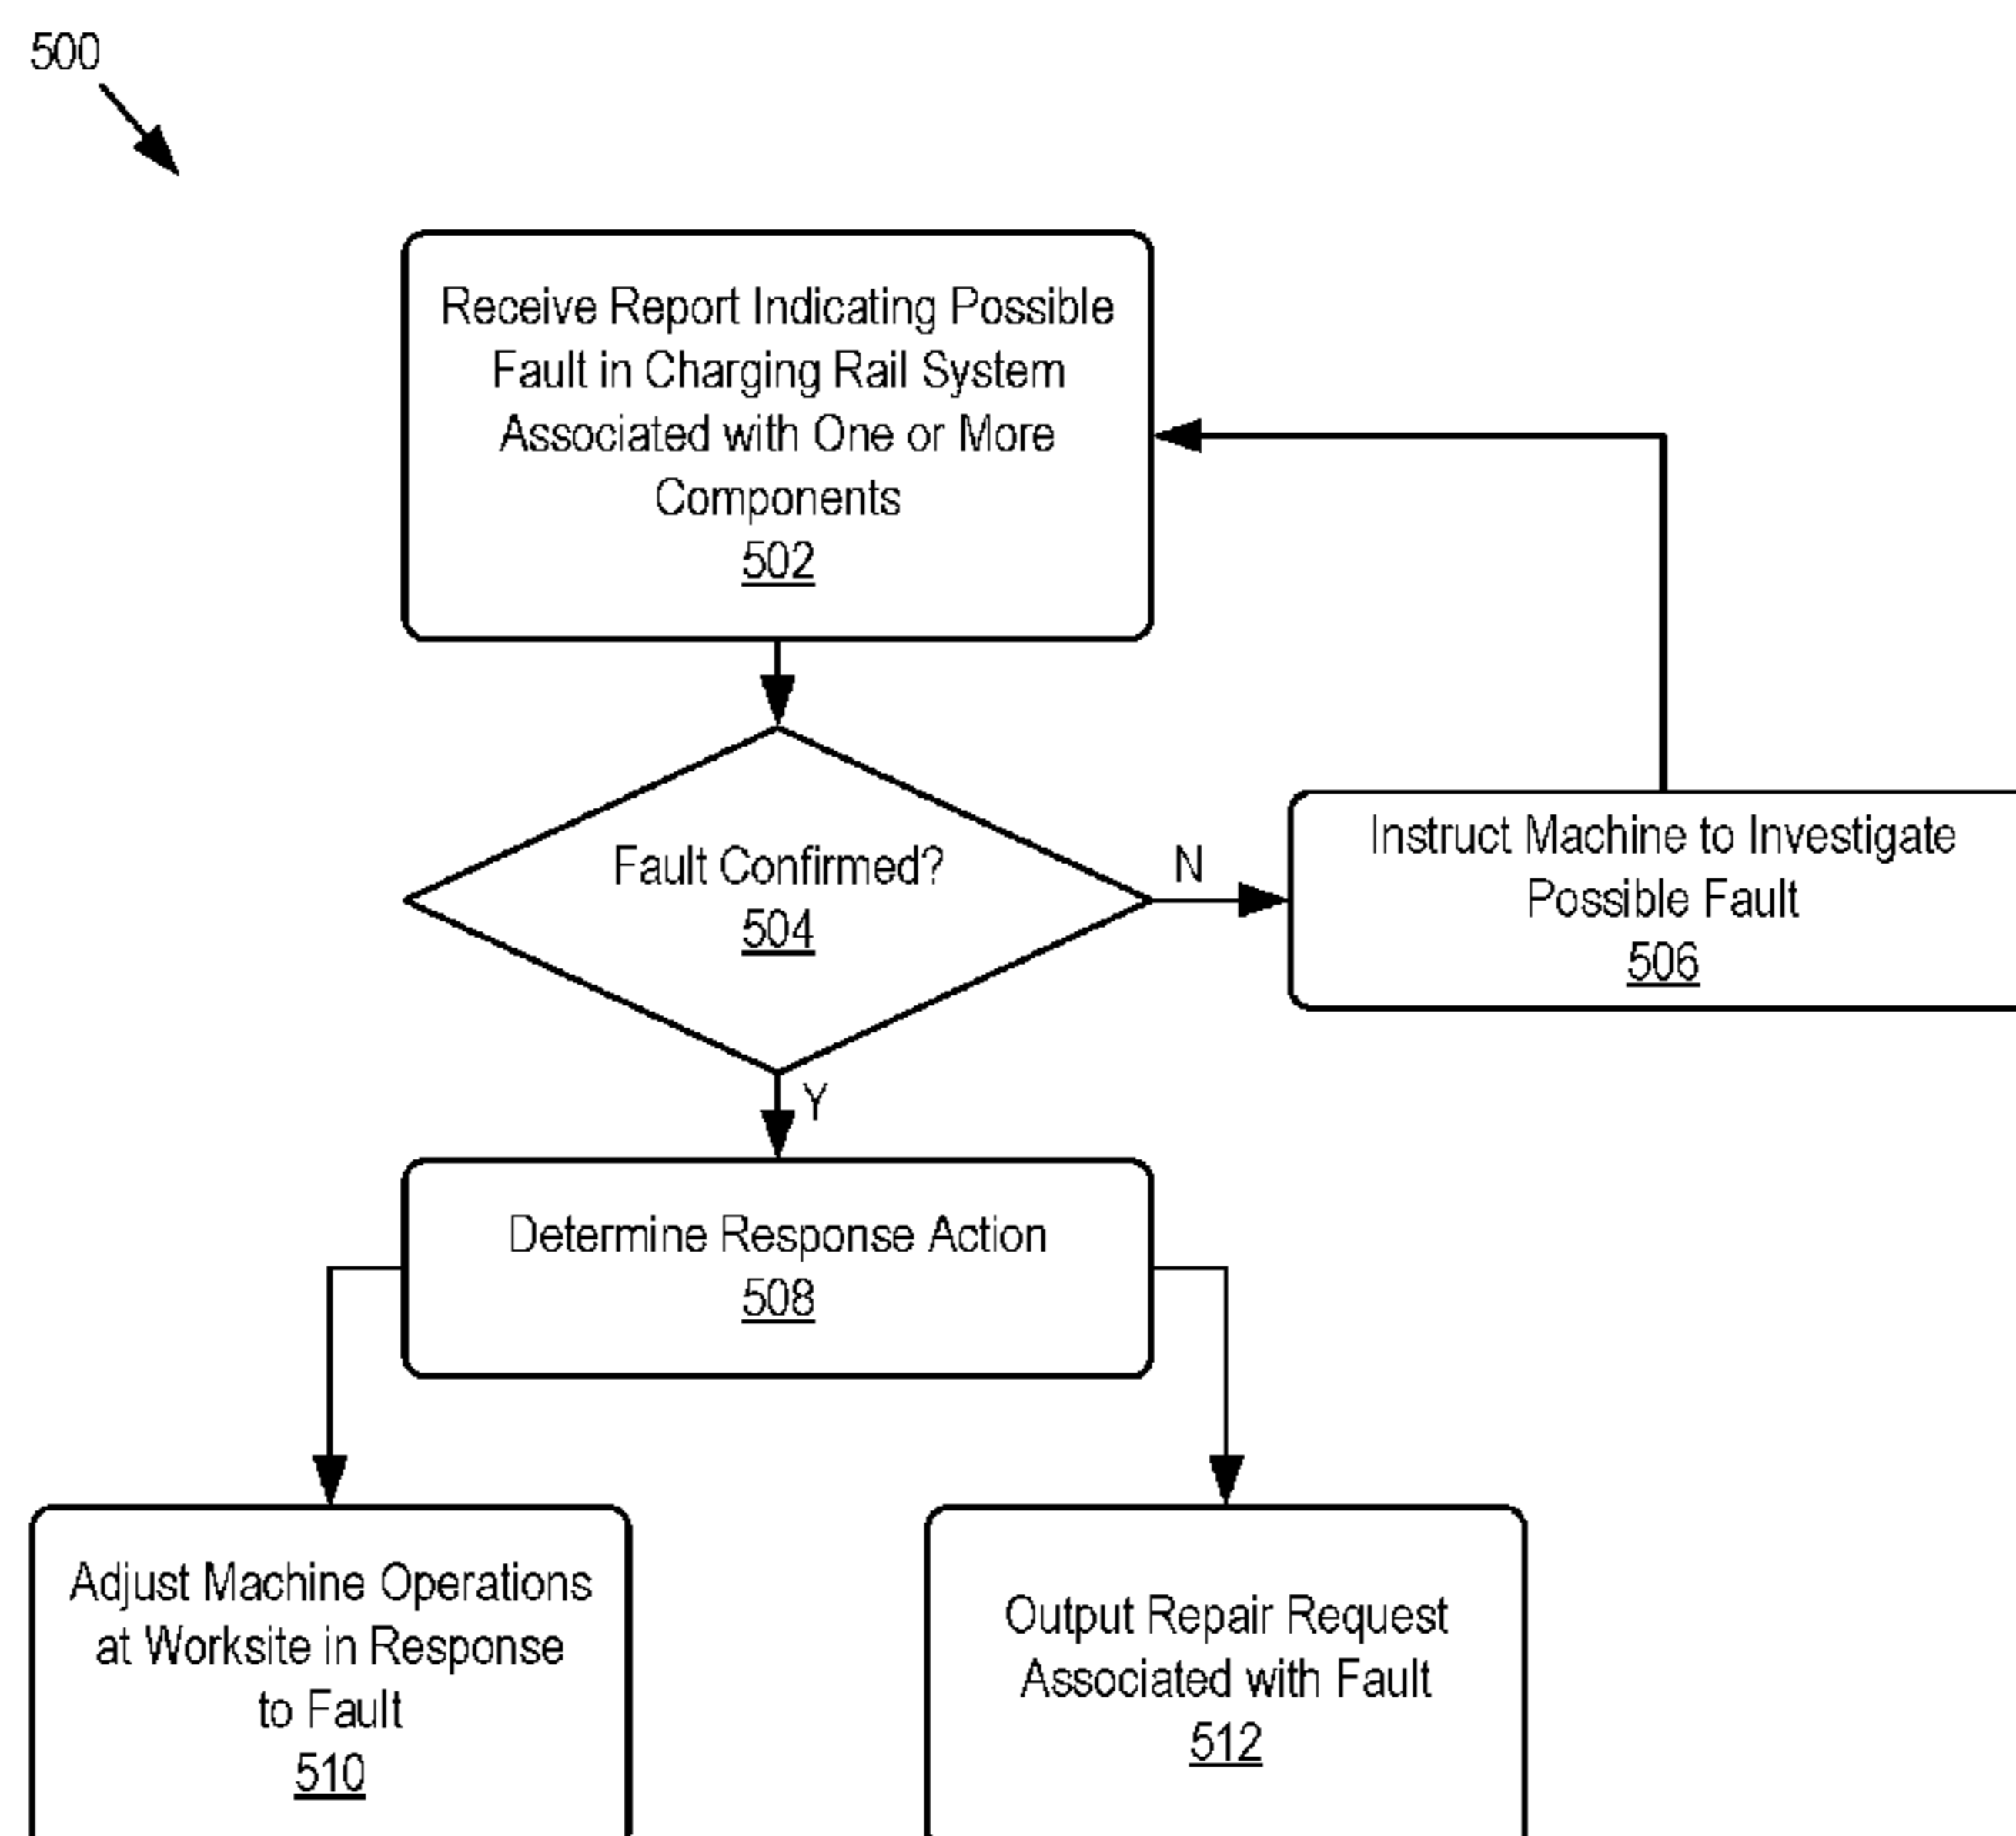 500
Receive Report Indicating Possible
Fault in Charging Rail System
Associated with One or More
Components
502
Fault Confirmed?
504
N
Instruct Machine to Investigate
Possible Fault
506
Y
Determine Response Action
508
Adjust Machine Operations
at Worksite in Response
to Fault
510
Output Repair Request
Associated with Fault
512